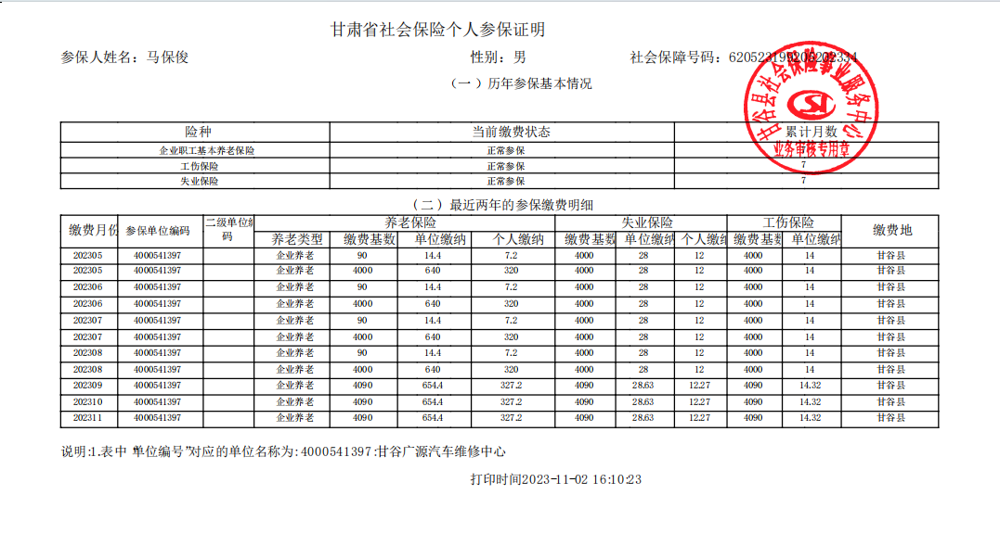 甘肃省社会保险个人参保证明
参保人姓名：马保俊 性别：男 社会保障号码：620523199205202334
（一）历年参保基本情况
险种 当前缴费状态 累计月数
企业职工基本养老保险 正常参保
工伤保险 正常参保 7
失业保险 正常参保 7
甘谷县社会保险事业服务中心
业务审核专用章
（二）最近两年的参保缴费明细
缴费月份 参保单位编码 二级单位编码 养老保险 失业保险 工伤保险 缴费地
养老类型 缴费基数 单位缴纳 个人缴纳 缴费基数 单位缴纳 个人缴纳 缴费基数 单位缴纳
202305 4000541397 企业养老 90 14.4 7.2 4000 28 12 4000 14 甘谷县
202305 4000541397 企业养老 4000 640 320 4000 28 12 4000 14 甘谷县
202306 4000541397 企业养老 90 14.4 7.2 4000 28 12 4000 14 甘谷县
202306 4000541397 企业养老 4000 640 320 4000 28 12 4000 14 甘谷县
202307 4000541397 企业养老 90 14.4 7.2 4000 28 12 4000 14 甘谷县
202307 4000541397 企业养老 4000 640 320 4000 28 12 4000 14 甘谷县
202308 4000541397 企业养老 90 14.4 7.2 4000 28 12 4000 14 甘谷县
202308 4000541397 企业养老 4000 640 320 4000 28 12 4000 14 甘谷县
202309 4000541397 企业养老 4090 654.4 327.2 4090 28.63 12.27 4090 14.32 甘谷县
202310 4000541397 企业养老 4090 654.4 327.2 4090 28.63 12.27 4090 14.32 甘谷县
202311 4000541397 企业养老 4090 654.4 327.2 4090 28.63 12.27 4090 14.32 甘谷县
说明:1.表中“单位编号”对应的单位名称为:4000541397:甘谷广源汽车维修中心
打印时间2023-11-02 16:10:23